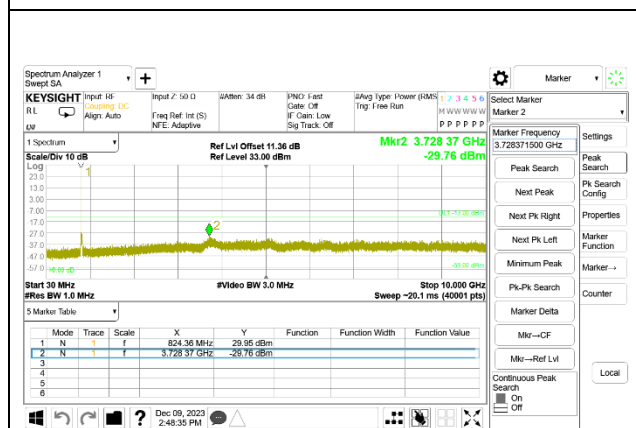 Spectrum Analyzer 1
Swept SA
+
Marker
KEYSIGHT Input: RF Input Z: 50 Ω #Atten: 34 dB PNO: Fast #Avg Type: Power (RMS 1 2 3 4 5 6
RL Coupling: DC Gate: Off Trig: Free Run
Align: Auto Freq Ref: Int (S) IF Gain: Low M W W W W W
NFE: Adaptive Sig Track: Off P P P P P P
Select Marker
Marker 2
1 Spectrum
Ref Lvl Offset 11.36 dB
Mkr2 3.728 37 GHz
Scale/Div 10 dB
Ref Level 33.00 dBm
-29.76 dBm
Log
1
23.0
13.0
3.00
-7.00
-17.0
-27.0
2
-37.0
-47.0
-57.0
Start 30 MHz #Video BW 3.0 MHz Stop 10.000 GHz
#Res BW 1.0 MHz Sweep ~20.1 ms (40001 pts)
Marker Frequency
3.728371500 GHz
Peak Search
Next Peak
Next Pk Right
Next Pk Left
Minimum Peak
Pk-Pk Search
Marker Delta
Mkr→CF
Mkr→Ref Lvl
Continuous Peak
Search
On
Off
Settings
Peak
Search
Pk Search
Config
Properties
Marker
Function
Marker→
Counter
Local
5 Marker Table
Mode Trace Scale X Y Function Function Width Function Value
1 N 1 f 824.36 MHz 29.95 dBm
2 N 1 f 3.728 37 GHz -29.76 dBm
3
4
5
6
?
Dec 09, 2023
2:48:35 PM